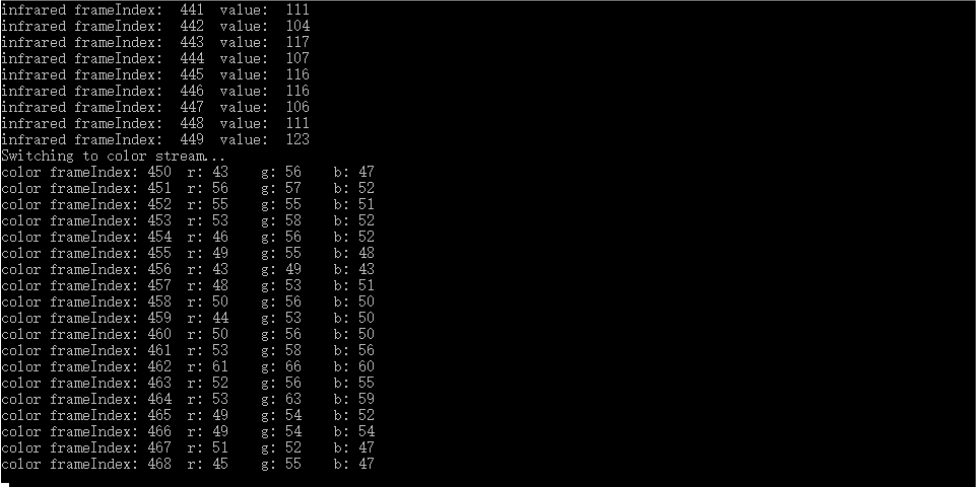 infrared frameIndex:  441  value:  111
infrared frameIndex:  442  value:  104
infrared frameIndex:  443  value:  117
infrared frameIndex:  444  value:  107
infrared frameIndex:  445  value:  116
infrared frameIndex:  446  value:  116
infrared frameIndex:  447  value:  106
infrared frameIndex:  448  value:  111
infrared frameIndex:  449  value:  123
Switching to color stream...
color frameIndex: 450  r: 43    g: 56    b: 47
color frameIndex: 451  r: 56    g: 57    b: 52
color frameIndex: 452  r: 55    g: 55    b: 51
color frameIndex: 453  r: 53    g: 58    b: 52
color frameIndex: 454  r: 46    g: 56    b: 52
color frameIndex: 455  r: 49    g: 55    b: 48
color frameIndex: 456  r: 43    g: 49    b: 43
color frameIndex: 457  r: 48    g: 53    b: 51
color frameIndex: 458  r: 50    g: 56    b: 50
color frameIndex: 459  r: 44    g: 53    b: 50
color frameIndex: 460  r: 50    g: 56    b: 50
color frameIndex: 461  r: 53    g: 58    b: 56
color frameIndex: 462  r: 61    g: 66    b: 60
color frameIndex: 463  r: 52    g: 56    b: 55
color frameIndex: 464  r: 53    g: 63    b: 59
color frameIndex: 465  r: 49    g: 54    b: 52
color frameIndex: 466  r: 49    g: 54    b: 54
color frameIndex: 467  r: 51    g: 52    b: 47
color frameIndex: 468  r: 45    g: 55    b: 47